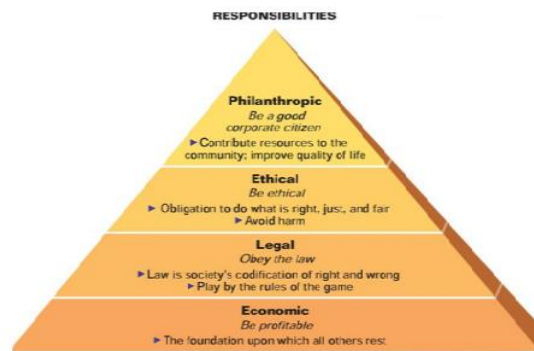 RESPONSIBILITIES
Philanthropic
Be a good
corporate citizen
▶ Contribute resources to the
community; improve quality of life
Ethical
Be ethical
▶ Obligation to do what is right, just, and fair
▶ Avoid harm
Legal
Obey the law
▶ Law is society's codification of right and wrong
▶ Play by the rules of the game
Economic
Be profitable
▶ The foundation upon which all others rest